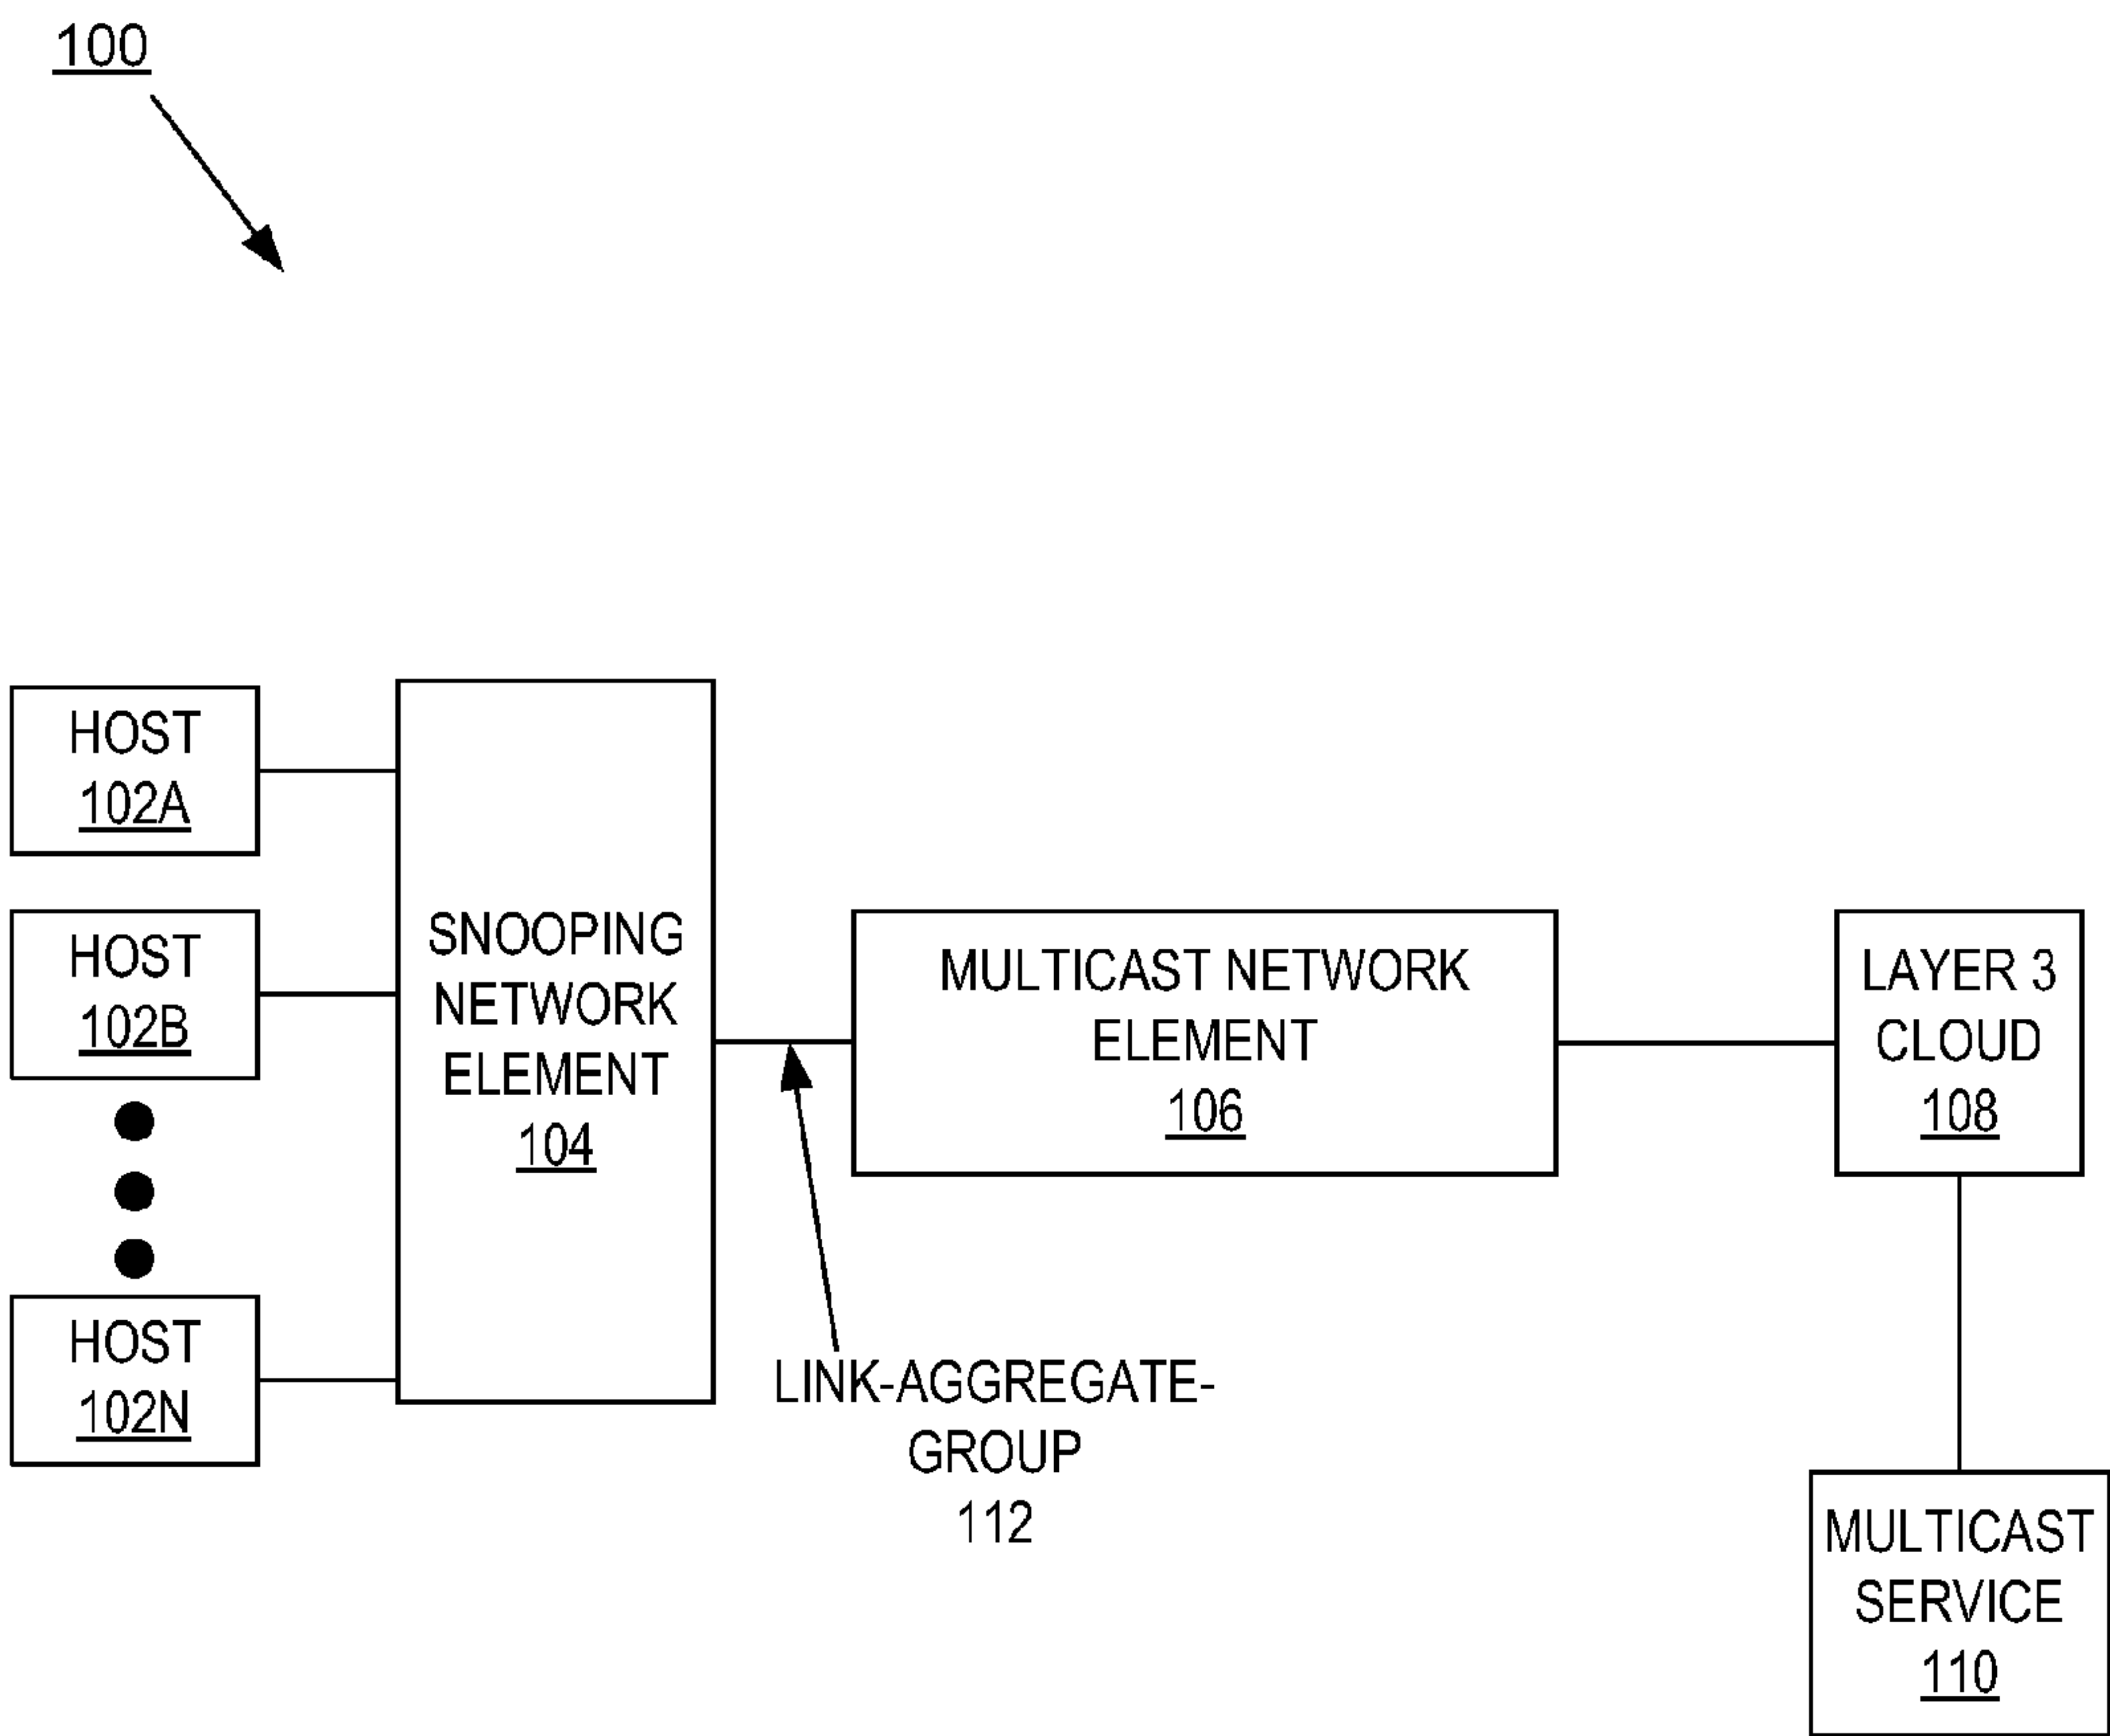 100
HOST
102A
HOST
102B
HOST
102N
SNOOPING
NETWORK
ELEMENT
104
LINK-AGGREGATE-
GROUP
112
MULTICAST NETWORK
ELEMENT
106
LAYER 3
CLOUD
108
MULTICAST
SERVICE
110